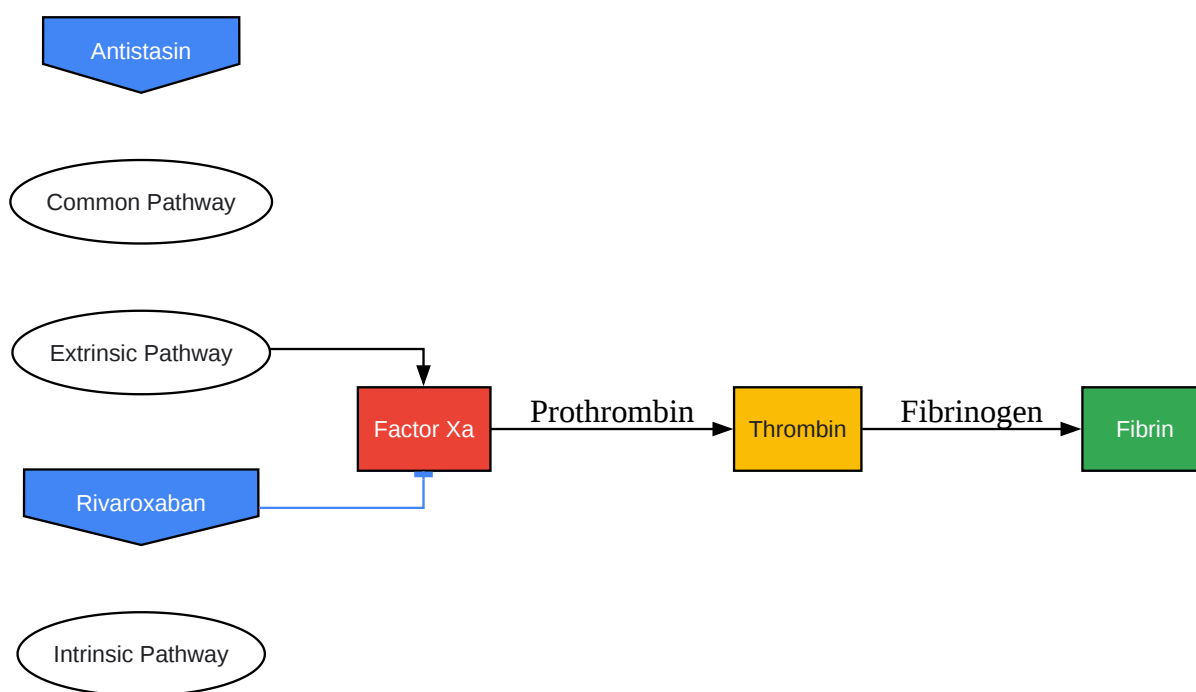 Antistasin
Common Pathway
Extrinsic Pathway
Factor Xa
Prothrombin
Thrombin
Fibrinogen
Fibrin
Rivaroxaban
Intrinsic Pathway